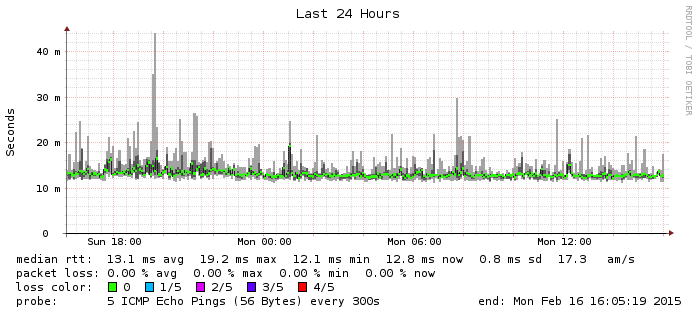 Last 24 Hours
RRDTOOL / TOBI OETIKER
Seconds
40 m
30 m
20 m
10 m
0
Sun 18:00 Mon 00:00 Mon 06:00 Mon 12:00
median rtt: 13.1 ms avg 19.2 ms max 12.1 ms min 12.8 ms now 0.8 ms sd 17.3 am/s
packet loss: 0.00 % avg 0.00 % max 0.00 % min 0.00 % now
loss color: 0 1/5 2/5 3/5 4/5
probe: 5 ICMP Echo Pings (56 Bytes) every 300s end: Mon Feb 16 16:05:19 2015